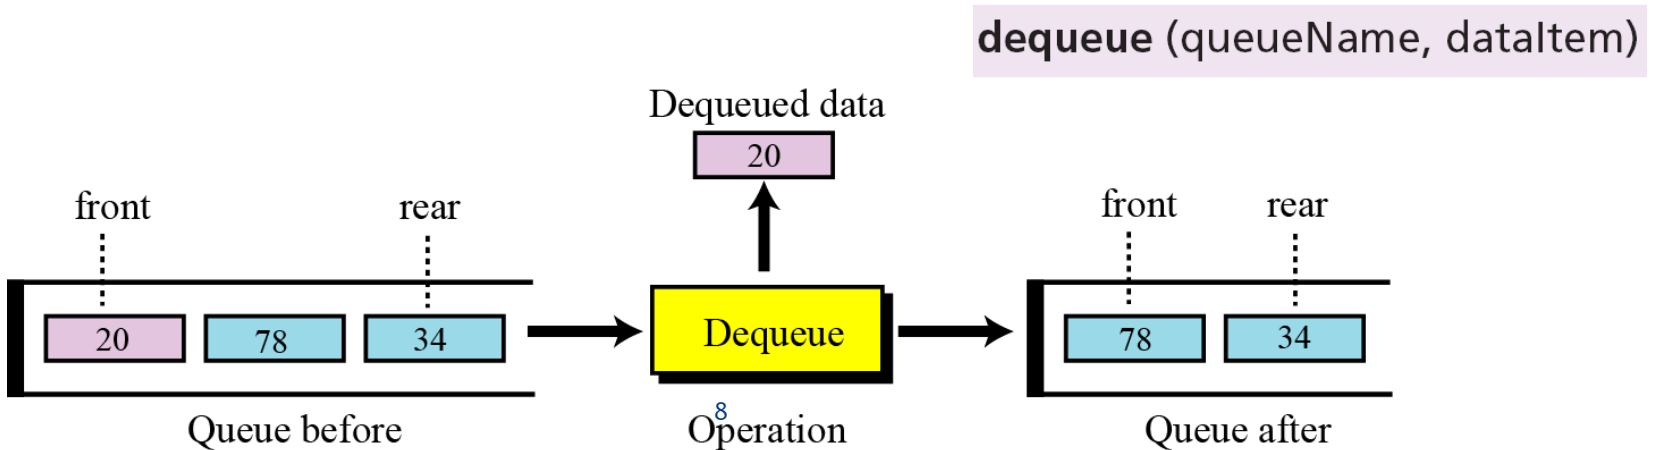 dequeue (queueName, dataItem)
Dequeued data
20
front rear
front rear
20 78 34
Dequeue
78 34
8
Queue before
Operation
Queue after